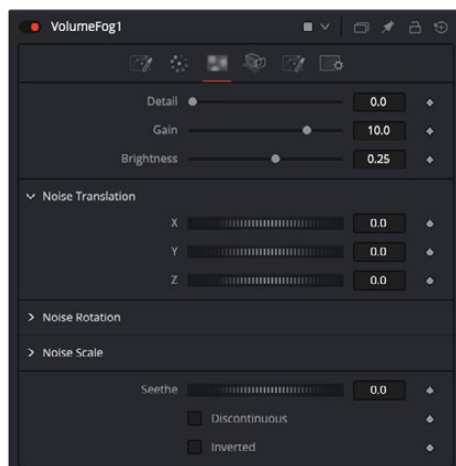 VolumeFog1
Detail 0.0
Gain 10.0
Brightness 0.25
Noise Translation
X 0.0
Y 0.0
Z 0.0
Noise Rotation
Noise Scale
Seethe 0.0
Discontinuous
Inverted